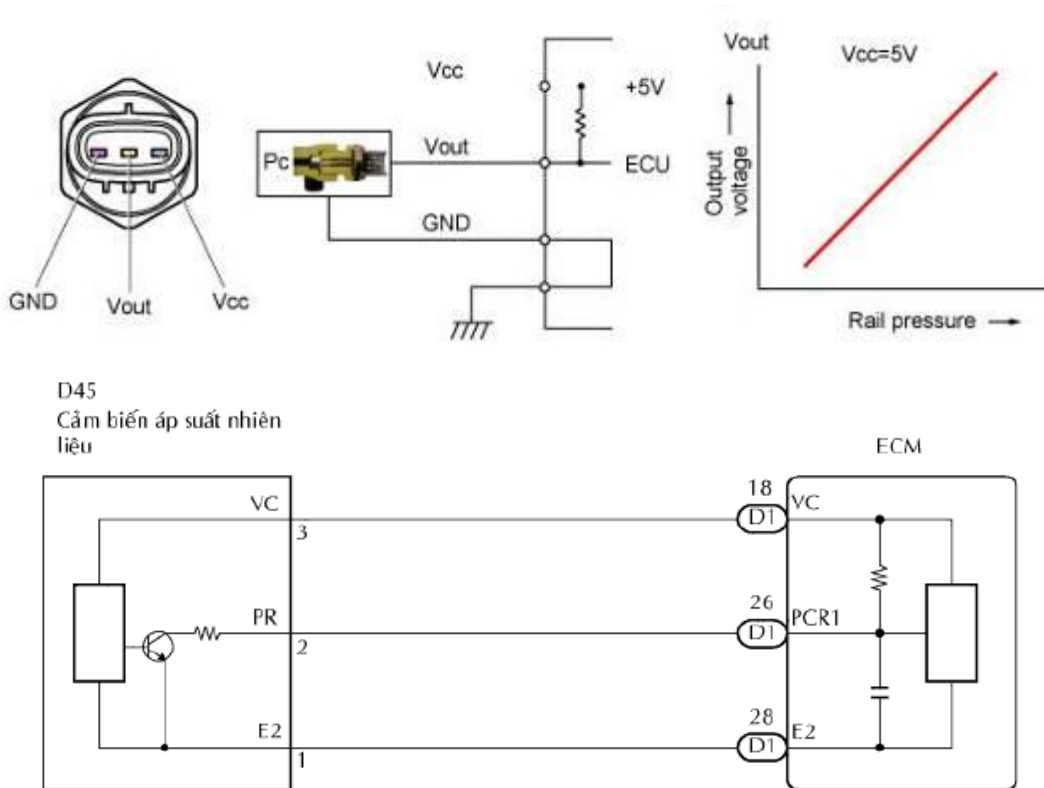 Vcc
+5V
Pc
Vout
ECU
GND
GND
Vout
Vcc
Vout
Vcc=5V
Output
voltage
Rail pressure
D45
Cảm biến áp suất nhiên
liệu
ECM
VC
3
18
D1
VC
PR
2
26
D1
PCR1
E2
1
28
D1
E2